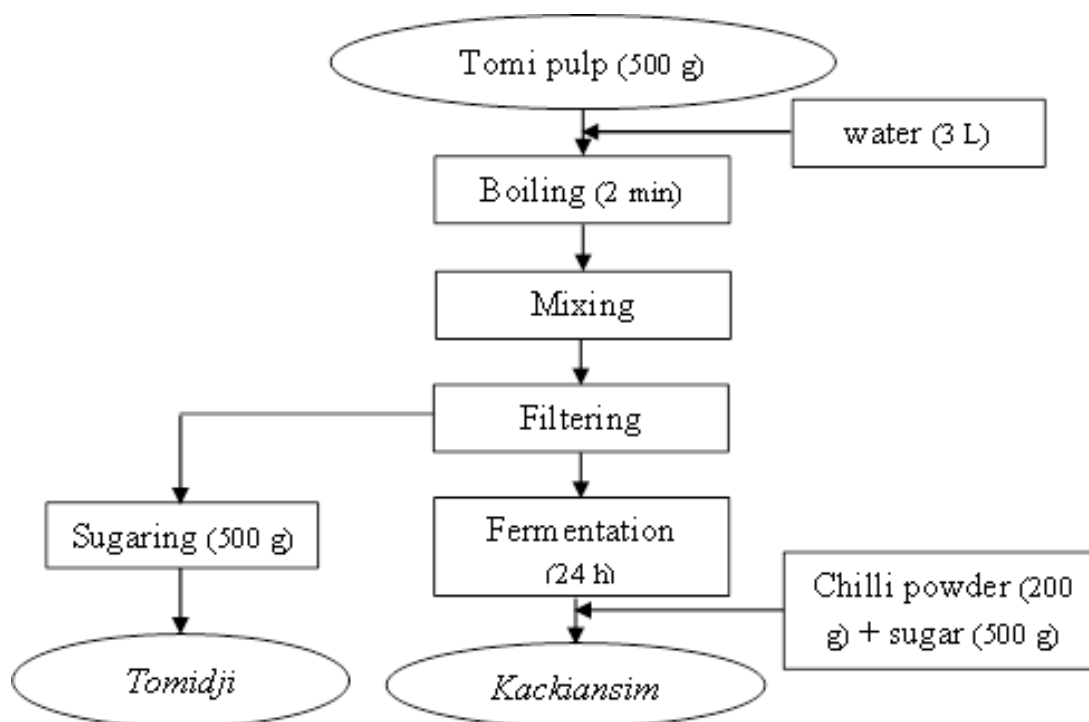 Tomi pulp (500 g)
water (3 L)
Boiling (2 min)
Mixing
Filtering
Sugaring (500 g)
Fermentation
(24 h)
Chilli powder (200
g) + sugar (500 g)
Tomidji
Kackiansim